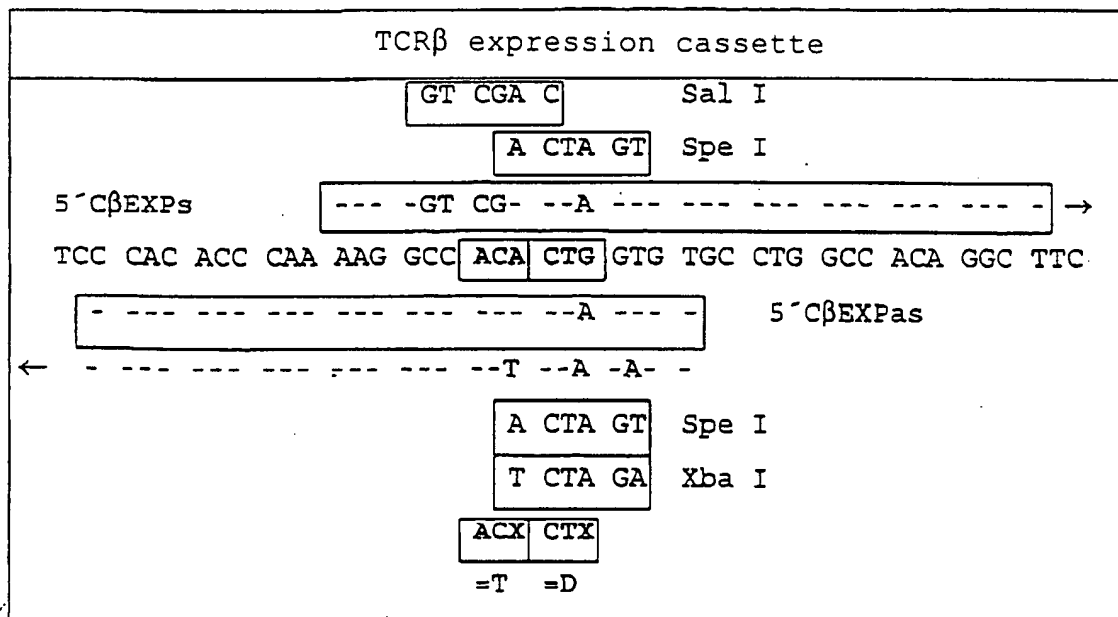 TCRβ expression cassette
GT CGA C Sal I
A CTA GT Spe I
5´CβEXPs --- -GT CG- --A --- --- --- --- --- --- - →
TCC CAC ACC CAA AAG GCC ACA CTG GTG TGC CTG GCC ACA GGC TTC
- --- --- --- --- --- --- --A --- - 5´CβEXPas
← - --- --- --- --- --- --T --A -A- -
A CTA GT Spe I
T CTA GA Xba I
ACX CTX
=T =D